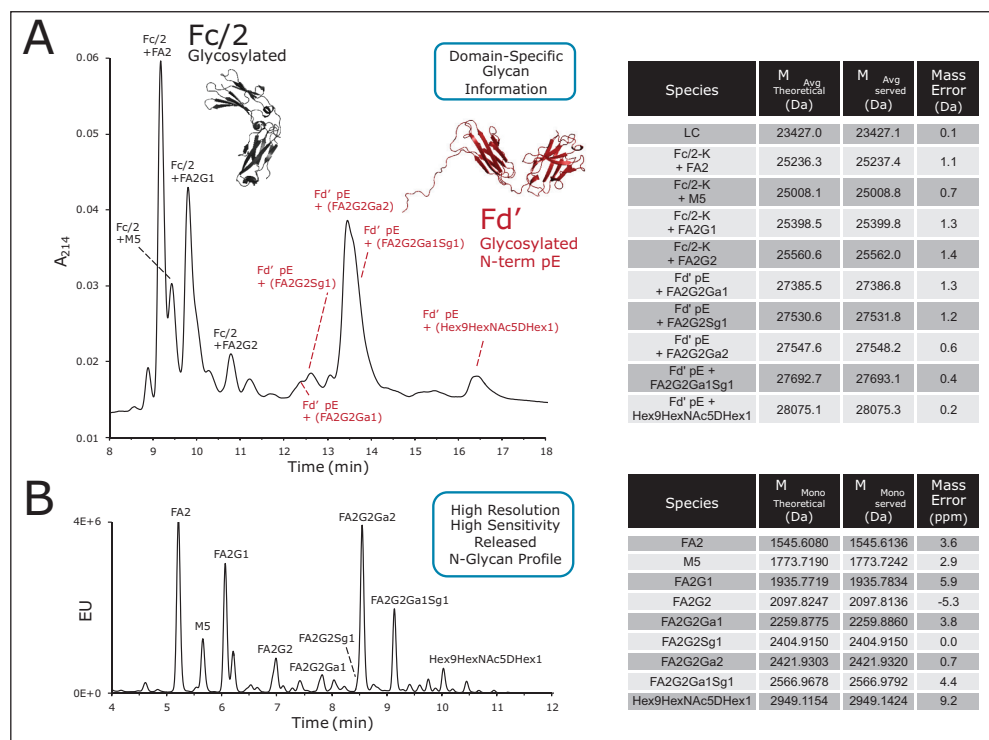 A
Fc/2
+FA2
Fc/2
Glycosylated
Domain-Specific
Glycan
Information
0.06
0.05
0.04
0.03
0.02
0.01
A214
Fc/2
+FA2G1
Fc/2
+M5
Fc/2
+FA2G2
Fd′ pE
+ (FA2G2Ga2)
Fd′ pE
+ (FA2G2Ga1Sg1)
Fd′
Glycosylated
N-term pE
Fd′ pE
+ (FA2G2Sg1)
Fd′ pE
+ (Hex9HexNAc5DHex1)
Fd′ pE
+ (FA2G2Ga1)
8 9 10 11 12 13 14 15 16 17 18
Time (min)
Species M Avg Theoretical (Da) M Avg served (Da) Mass Error (Da)
LC 23427.0 23427.1 0.1
Fc/2-K + FA2 25236.3 25237.4 1.1
Fc/2-K + M5 25008.1 25008.8 0.7
Fc/2-K + FA2G1 25398.5 25399.8 1.3
Fc/2-K + FA2G2 25560.6 25562.0 1.4
Fd' pE + FA2G2Ga1 27385.5 27386.8 1.3
Fd' pE + FA2G2Sg1 27530.6 27531.8 1.2
Fd' pE + FA2G2Ga2 27547.6 27548.2 0.6
Fd' pE + FA2G2Ga1Sg1 27692.7 27693.1 0.4
Fd' pE + Hex9HexNAc5DHex1 28075.1 28075.3 0.2
B
High Resolution
High Sensitivity
Released
N-Glycan Profile
4E+6
EU
0E+0
FA2
M5
FA2G1
FA2G2
FA2G2Ga1
FA2G2Sg1
FA2G2Ga2
FA2G2Ga1Sg1
Hex9HexNAc5DHex1
4 5 6 7 8 9 10 11 12
Time (min)
Species M Mono Theoretical (Da) M Mono served (Da) Mass Error (ppm)
FA2 1545.6080 1545.6136 3.6
M5 1773.7190 1773.7242 2.9
FA2G1 1935.7719 1935.7834 5.9
FA2G2 2097.8247 2097.8136 -5.3
FA2G2Ga1 2259.8775 2259.8860 3.8
FA2G2Sg1 2404.9150 2404.9150 0.0
FA2G2Ga2 2421.9303 2421.9320 0.7
FA2G2Ga1Sg1 2566.9678 2566.9792 4.4
Hex9HexNAc5DHex1 2949.1154 2949.1424 9.2